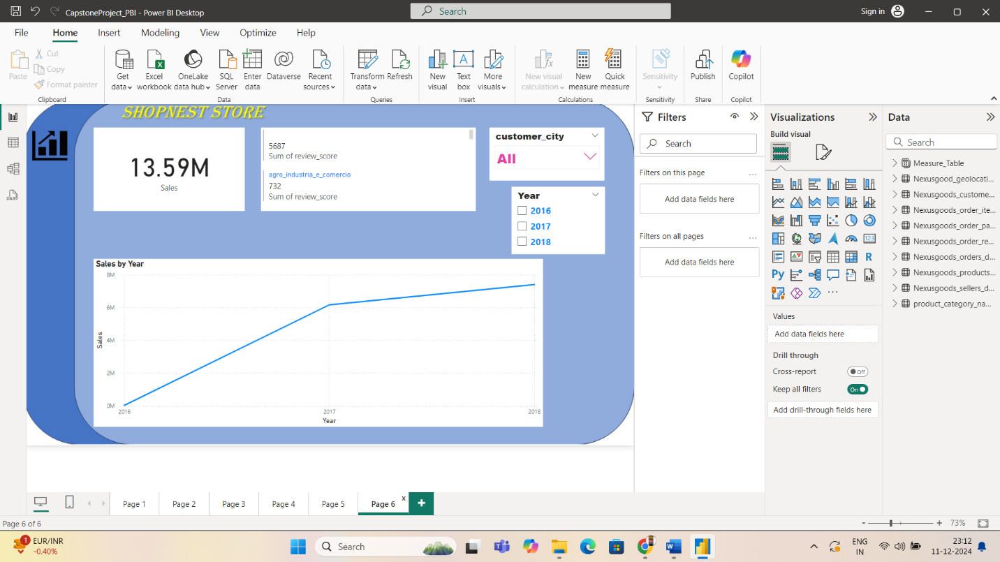 CapstoneProject_PBI - Power BI Desktop
Search
Sign in
File Home Insert Modeling View Optimize Help
Paste
Cut
Copy
Format painter
Clipboard
Get data
Excel workbook
OneLake data hub
SQL Server
Enter data
Dataverse
Recent sources
Data
Transform data
Refresh
Queries
New visual
Text box
More visuals
Insert
New visual calculation
New measure
Quick measure
Calculations
Sensitivity
Sensitivity
Publish
Share
Copilot
Copilot
SHOPNEST STORE
13.59M
Sales
5687
Sum of review_score
agro_industria_e_comercio
732
Sum of review_score
customer_city
All
Year
2016
2017
2018
Sales by Year
8M
6M
4M
2M
0M
Sales
2016 2017 2018
Year
Filters
Search
Filters on this page ...
Add data fields here
Filters on all pages ...
Add data fields here
Visualizations
Build visual
123
R
Py
...
Values
Add data fields here
Drill through
Cross-report Off
Keep all filters On
Add drill-through fields here
Data
Search
Measure_Table
Nexusgood_geolocati...
Nexusgoods_custome...
Nexusgoods_order_ite...
Nexusgoods_order_pa...
Nexusgoods_order_re...
Nexusgoods_orders_d...
Nexusgoods_products...
Nexusgoods_sellers_d...
product_category_na...
Page 1 Page 2 Page 3 Page 4 Page 5 Page 6 x +
Page 6 of 6
- + 73%
1
EUR/INR
-0.40%
Search
ENG
IN
23:12
11-12-2024